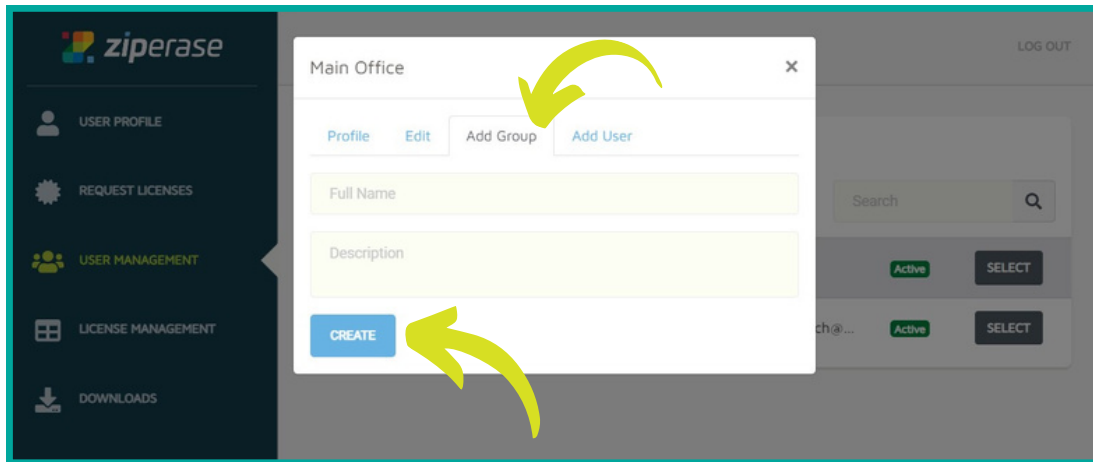 ziperase
LOG OUT
Main Office
×
USER PROFILE
Profile Edit Add Group Add User
REQUEST LICENSES
Full Name
Search
USER MANAGEMENT
Description
Active SELECT
LICENSE MANAGEMENT
CREATE
ch@... Active SELECT
DOWNLOADS